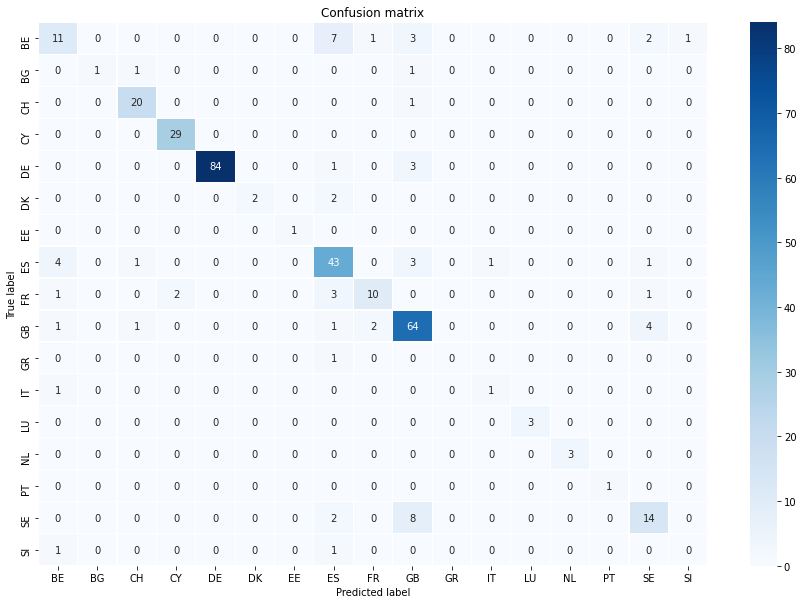 Confusion matrix
BE 11 0 0 0 0 0 0 7 1 3 0 0 0 0 0 2 1
BG 0 1 1 0 0 0 0 0 0 1 0 0 0 0 0 0 0
CH 0 0 20 0 0 0 0 0 0 1 0 0 0 0 0 0 0
CY 0 0 0 29 0 0 0 0 0 0 0 0 0 0 0 0 0
DE 0 0 0 0 84 0 0 1 0 3 0 0 0 0 0 0 0
DK 0 0 0 0 0 2 0 2 0 0 0 0 0 0 0 0 0
EE 0 0 0 0 0 0 1 0 0 0 0 0 0 0 0 0 0
ES 4 0 1 0 0 0 0 43 0 3 0 1 0 0 0 1 0
FR 1 0 0 2 0 0 0 3 10 0 0 0 0 0 0 1 0
GB 1 0 1 0 0 0 0 1 2 64 0 0 0 0 0 4 0
GR 0 0 0 0 0 0 0 1 0 0 0 0 0 0 0 0 0
IT 1 0 0 0 0 0 0 0 0 0 0 1 0 0 0 0 0
LU 0 0 0 0 0 0 0 0 0 0 0 0 3 0 0 0 0
NL 0 0 0 0 0 0 0 0 0 0 0 0 0 3 0 0 0
PT 0 0 0 0 0 0 0 0 0 0 0 0 0 0 1 0 0
SE 0 0 0 0 0 0 0 2 0 8 0 0 0 0 0 14 0
SI 1 0 0 0 0 0 0 1 0 0 0 0 0 0 0 0 0
BE BG CH CY DE DK EE ES FR GB GR IT LU NL PT SE SI
Predicted label
True label
80
70
60
50
40
30
20
10
0